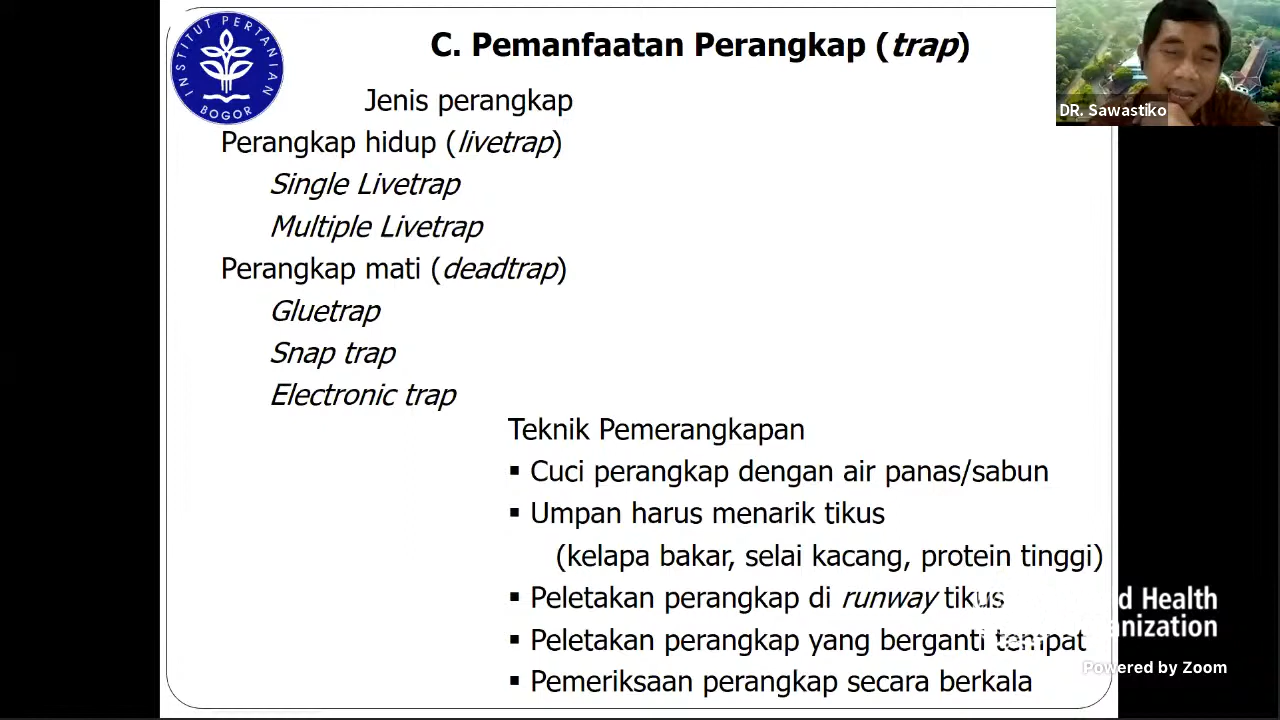 INSTITUT PERTANIAN
BOGOR
C. Pemanfaatan Perangkap (trap)
DR. Sawastiko
Jenis perangkap
Perangkap hidup (livetrap)
Single Livetrap
Multiple Livetrap
Perangkap mati (deadtrap)
Gluetrap
Snap trap
Electronic trap
Teknik Pemerangkapan
▪ Cuci perangkap dengan air panas/sabun
▪ Umpan harus menarik tikus
(kelapa bakar, selai kacang, protein tinggi)
▪ Peletakan perangkap di runway tikus
▪ Peletakan perangkap yang berganti tempat
▪ Pemeriksaan perangkap secara berkala
Health
Powered by Zoom